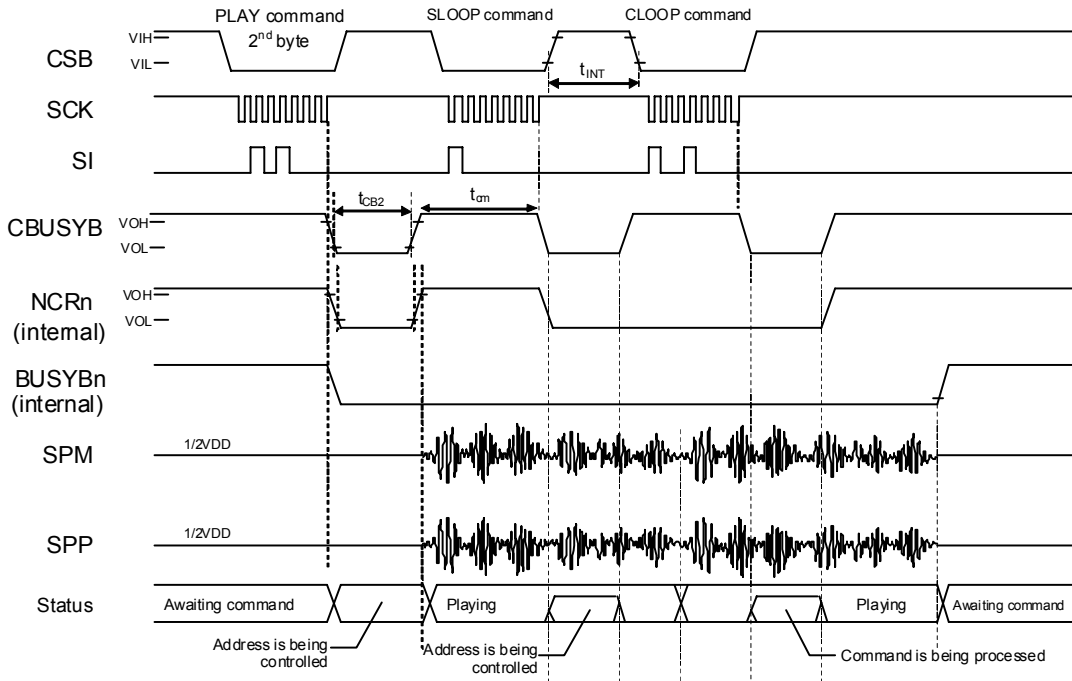 PLAY command
2nd byte
SLOOP command
CLOOP command
CSB
VIH
VIL
tINT
SCK
SI
CBUSYB
VOH
VOL
tCB2
tcm
NCRn
(internal)
VOH
VOL
BUSYBn
(internal)
SPM
1/2VDD
SPP
1/2VDD
Status
Awaiting command
Playing
Playing
Awaiting command
Address is being
controlled
Address is being
controlled
Command is being processed